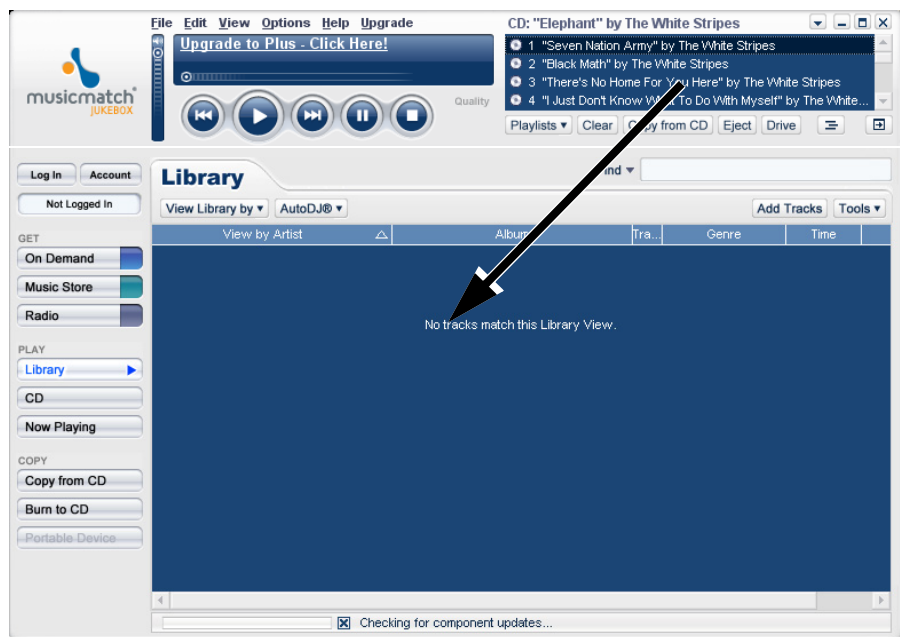 File Edit View Options Help Upgrade
CD: "Elephant" by The White Stripes
Upgrade to Plus - Click Here!
1 "Seven Nation Army" by The White Stripes
2 "Black Math" by The White Stripes
3 "There's No Home For You Here" by The White Stripes
4 "I Just Don't Know What To Do With Myself" by The White...
musicmatch®
JUKEBOX
Quality
Playlists Clear Copy from CD Eject Drive
Log In Account
Not Logged In
Library
View Library by AutoDJ®
Add Tracks Tools
View by Artist Album Tra... Genre Time
No tracks match this Library View.
GET
On Demand
Music Store
Radio
PLAY
Library
CD
Now Playing
COPY
Copy from CD
Burn to CD
Portable Device
Checking for component updates...